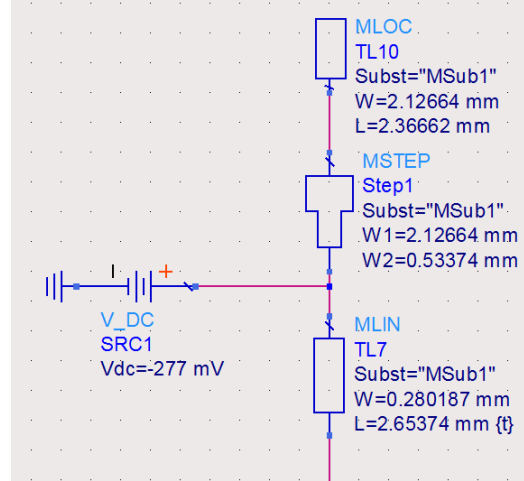 MLOC
TL10
Subst="MSub1"
W=2.12664 mm
L=2.36662 mm
MSTEP
Step1
Subst="MSub1"
W1=2.12664 mm
W2=0.53374 mm
V_DC
SRC1
Vdc=-277 mV
MLIN
TL7
Subst="MSub1"
W=0.280187 mm
L=2.65374 mm {t}